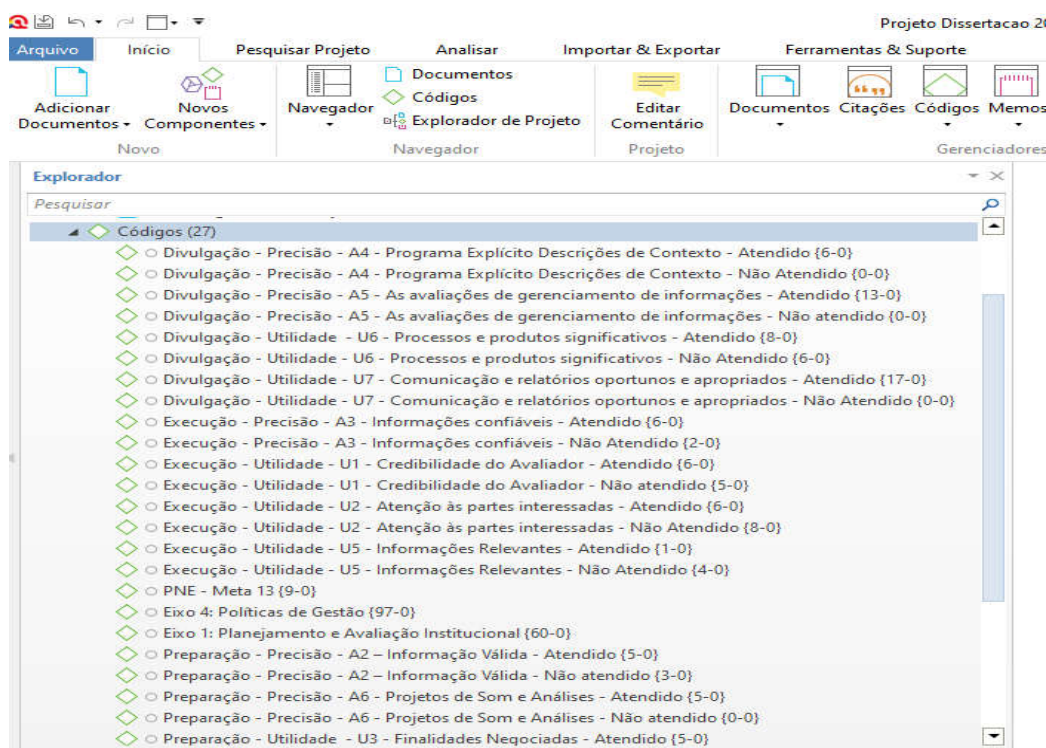 Projeto Dissertacao 20
Arquivo Início Pesquisar Projeto Analisar Importar & Exportar Ferramentas & Suporte
Adicionar Documentos
Novos Componentes
Navegador
Documentos
Códigos
Explorador de Projeto
Editar Comentário
Documentos Citações Códigos Memos
Novo Navegador Projeto Gerenciadores
Explorador
Pesquisar
Códigos (27)
Divulgação - Precisão - A4 - Programa Explícito Descrições de Contexto - Atendido {6-0}
Divulgação - Precisão - A4 - Programa Explícito Descrições de Contexto - Não Atendido {0-0}
Divulgação - Precisão - A5 - As avaliações de gerenciamento de informações - Atendido {13-0}
Divulgação - Precisão - A5 - As avaliações de gerenciamento de informações - Não atendido {0-0}
Divulgação - Utilidade - U6 - Processos e produtos significativos - Atendido {8-0}
Divulgação - Utilidade - U6 - Processos e produtos significativos - Não Atendido {6-0}
Divulgação - Utilidade - U7 - Comunicação e relatórios oportunos e apropriados - Atendido {17-0}
Divulgação - Utilidade - U7 - Comunicação e relatórios oportunos e apropriados - Não Atendido {0-0}
Execução - Precisão - A3 - Informações confiáveis - Atendido {6-0}
Execução - Precisão - A3 - Informações confiáveis - Não Atendido {2-0}
Execução - Utilidade - U1 - Credibilidade do Avaliador - Atendido {6-0}
Execução - Utilidade - U1 - Credibilidade do Avaliador - Não atendido {5-0}
Execução - Utilidade - U2 - Atenção às partes interessadas - Atendido {6-0}
Execução - Utilidade - U2 - Atenção às partes interessadas - Não Atendido {8-0}
Execução - Utilidade - U5 - Informações Relevantes - Atendido {1-0}
Execução - Utilidade - U5 - Informações Relevantes - Não Atendido {4-0}
PNE - Meta 13 {9-0}
Eixo 4: Políticas de Gestão {97-0}
Eixo 1: Planejamento e Avaliação Institucional {60-0}
Preparação - Precisão - A2 – Informação Válida - Atendido {5-0}
Preparação - Precisão - A2 – Informação Válida - Não atendido {3-0}
Preparação - Precisão - A6 - Projetos de Som e Análises - Atendido {5-0}
Preparação - Precisão - A6 - Projetos de Som e Análises - Não atendido {0-0}
Preparação - Utilidade - U3 - Finalidades Negociadas - Atendido {5-0}